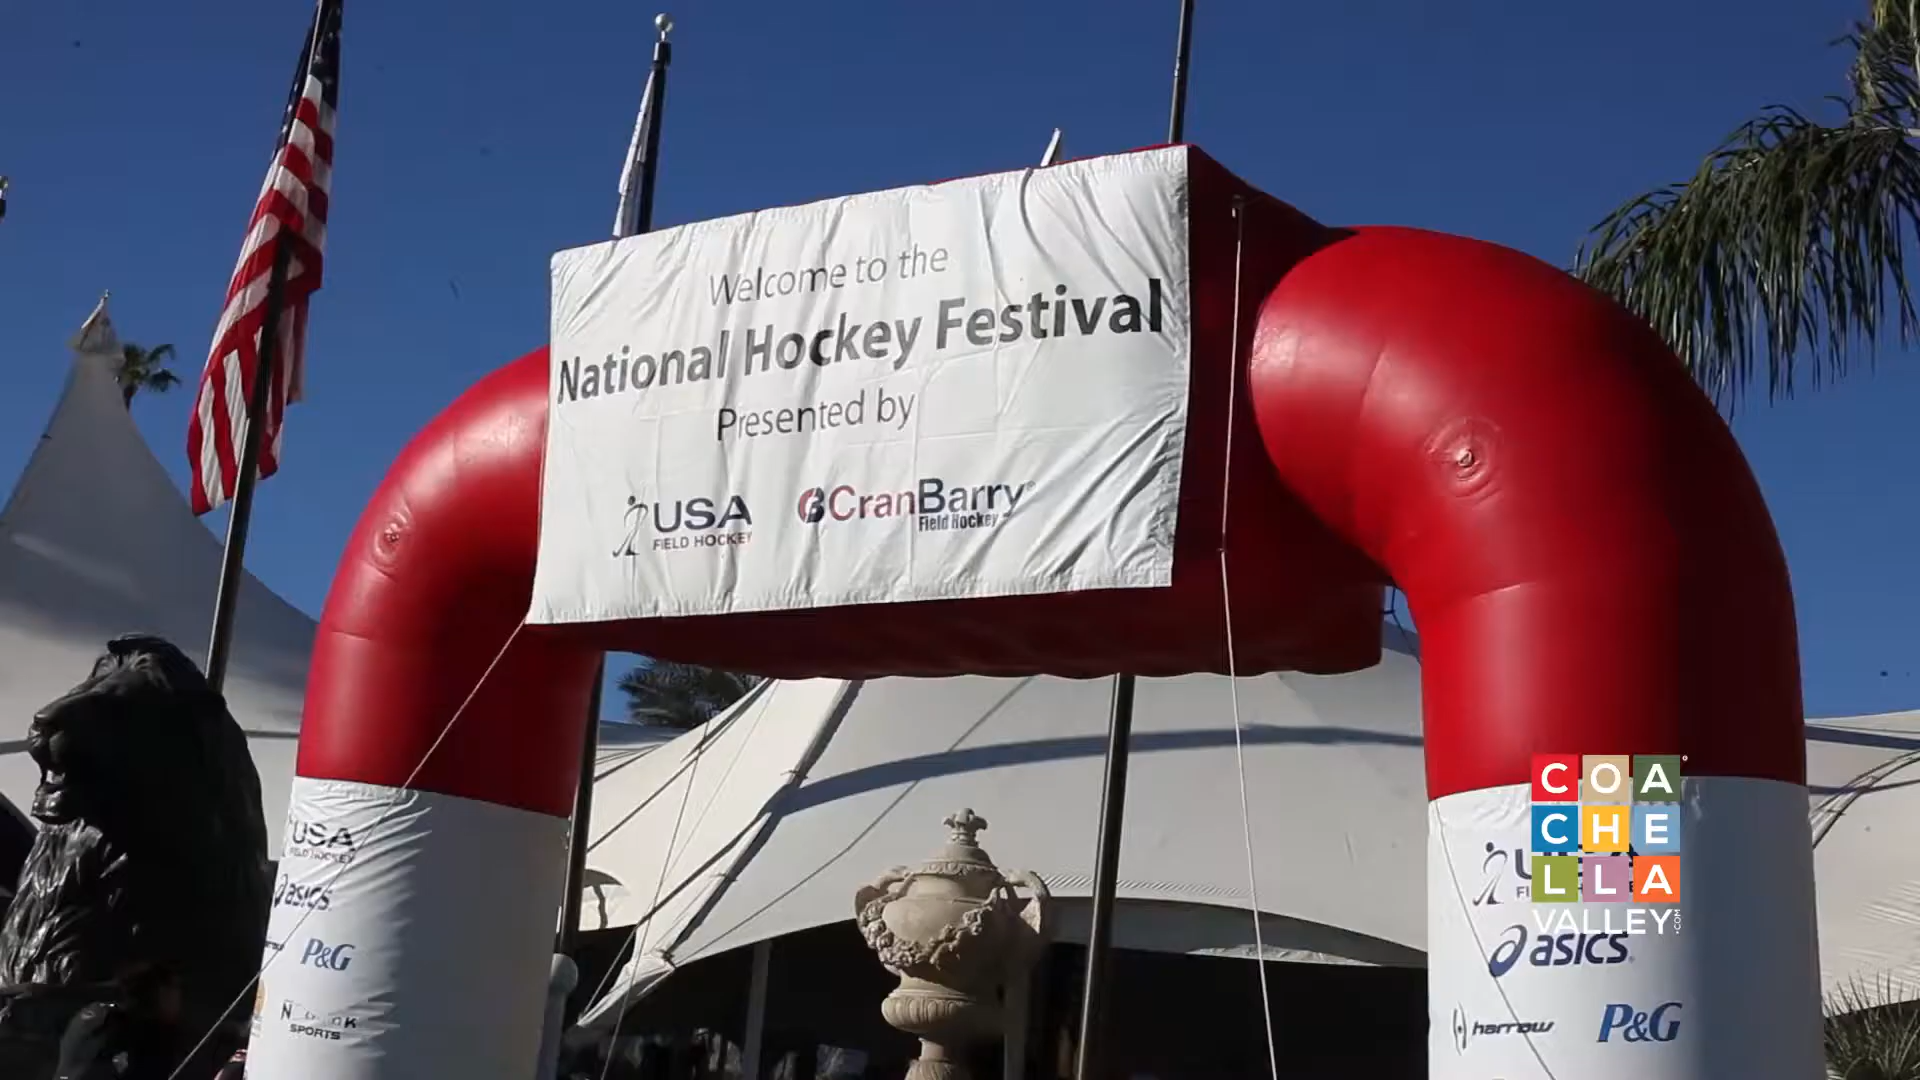 Welcome to the
National Hockey Festival
Presented by
USA
FIELD HOCKEY
CranBarry®
Field Hockey
USA
FIELD HOCKEY
asics
P&G
SPORTS
COA
CHE
LLA
VALLEY.COM
asics
harrow
P&G